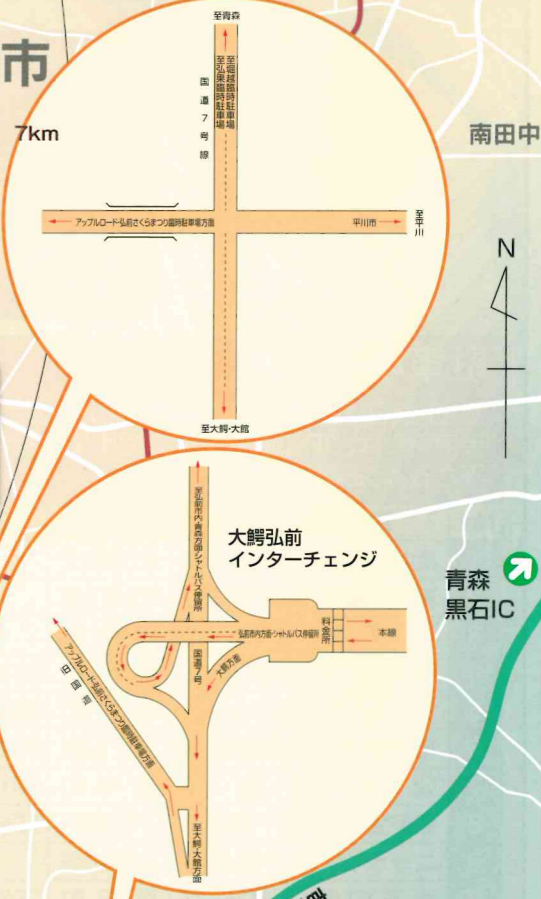 至青森
市
至堀越臨時駐車場
至弘果臨時駐車場
国道7号線
7km
南田中
アップルロード・弘前さくらまつり臨時駐車場方面
平川市
至平川
N
至大鰐・大館
大鰐弘前
インターチェンジ
至弘前市内・青森方面・シャトルバス停留所
青森
黒石IC
弘前市内方面・シャトルバス停留所
料金所
本線
国道7号
大館方面
アップルロード・弘前さくらまつり臨時駐車場方面
旧国道
至大鰐・大館方面